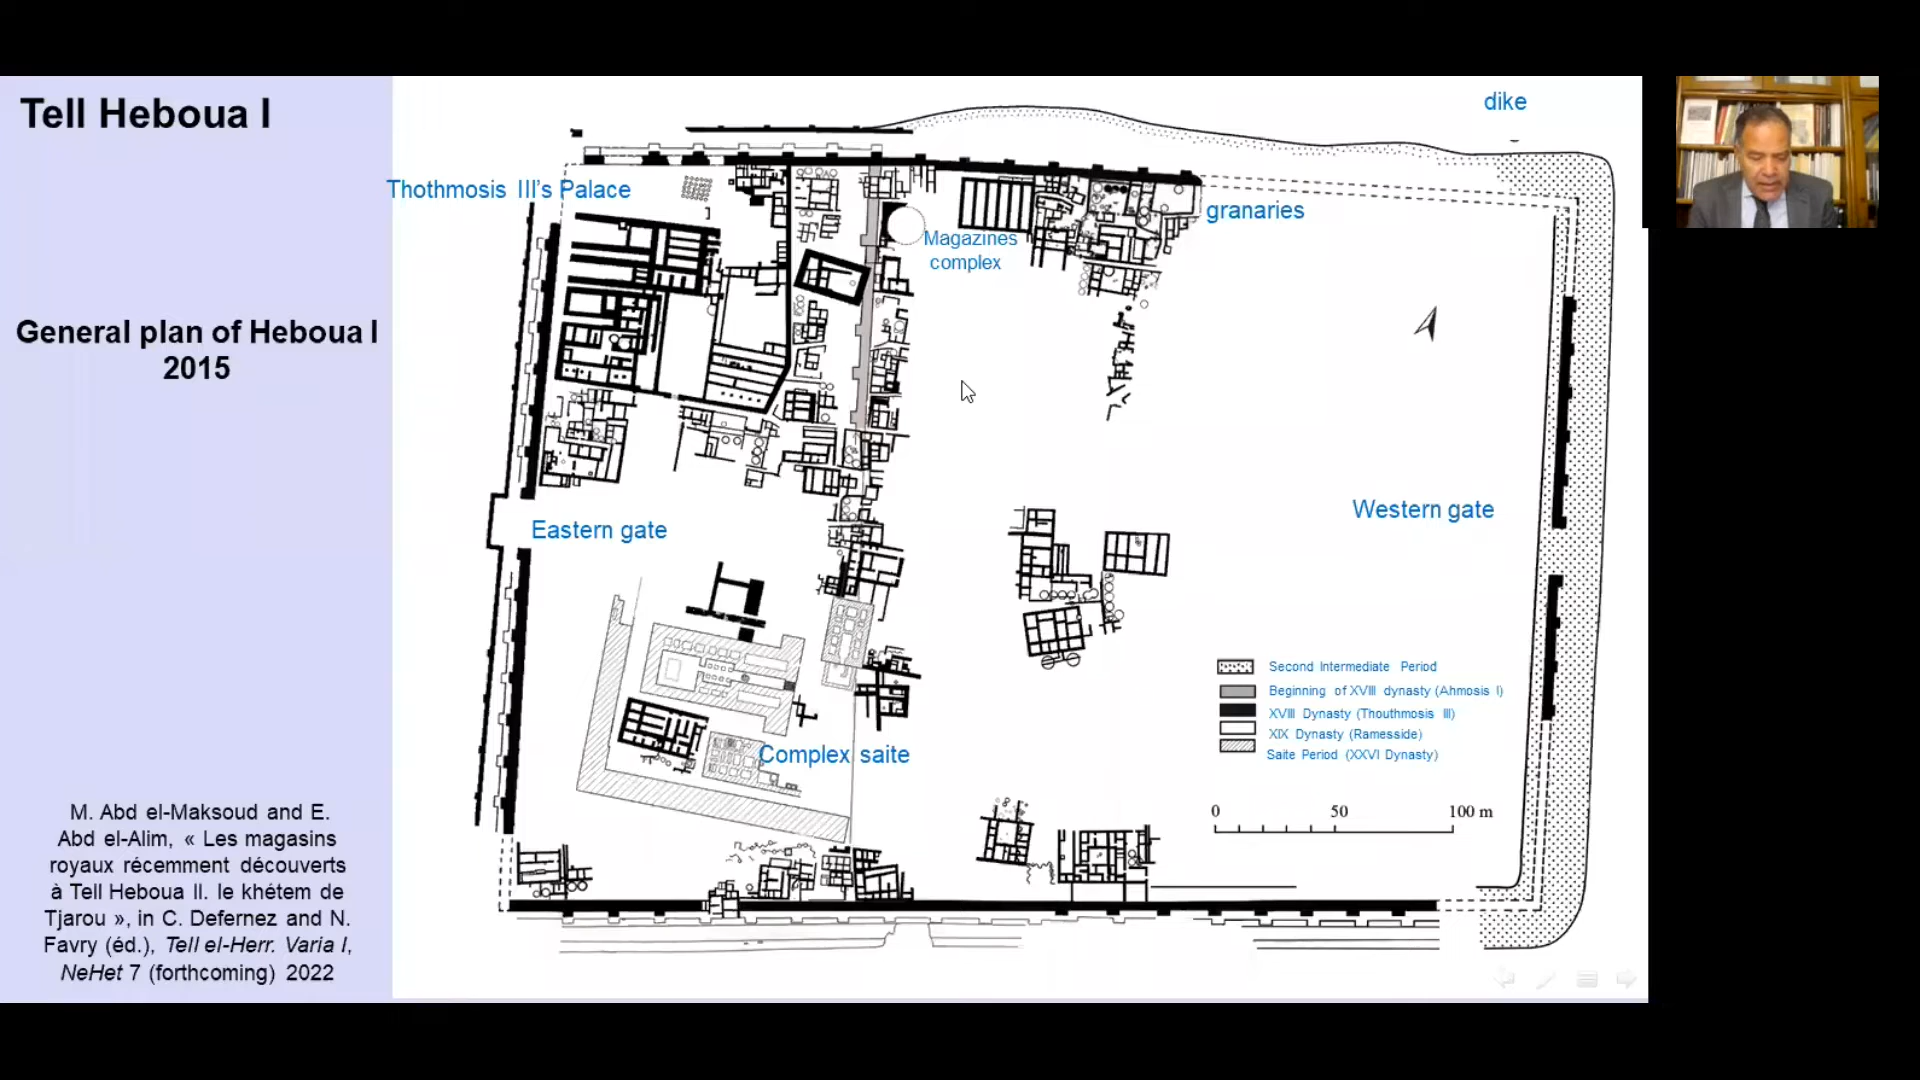 Tell Heboua I
General plan of Heboua I
2015
M. Abd el-Maksoud and E.
Abd el-Alim, « Les magasins
royaux récemment découverts
à Tell Heboua II. le khétem de
Tjarou », in C. Defernez and N.
Favry (éd.), Tell el-Herr. Varia I,
NeHet 7 (forthcoming) 2022
dike
Thothmosis III's Palace
granaries
Magazines
complex
Eastern gate
Western gate
Complex saite
Second Intermediate Period
Beginning of XVIII dynasty (Ahmosis I)
XVIII Dynasty (Thouthmosis III)
XIX Dynasty (Ramesside)
Saite Period (XXVI Dynasty)
0 50 100 m